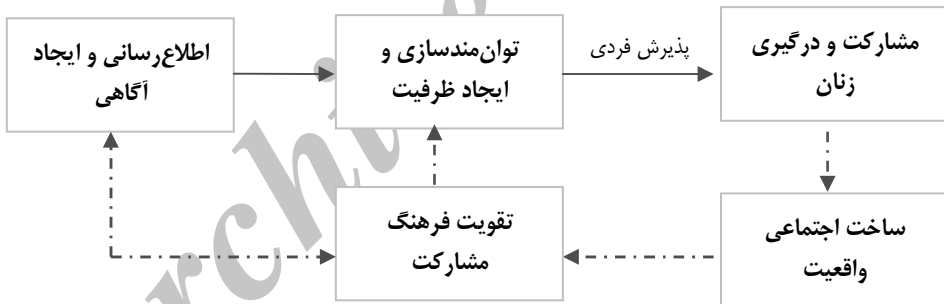 اطلاع‌رسانی و ایجاد
آگاهی
توان‌مندسازی و
ایجاد ظرفیت
پذیرش فردی
مشارکت و درگیری
زنان
ساخت اجتماعی
واقعیت
تقویت فرهنگ
مشارکت